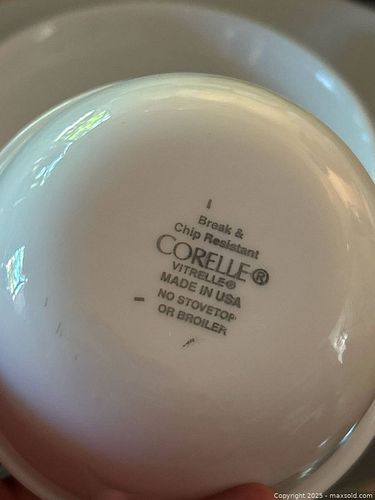 Break &
Chip Resistant
CORELLE®
VITRELLE®
MADE IN USA
NO STOVETOP
OR BROILER
Copyright 2025 - maxsold.com